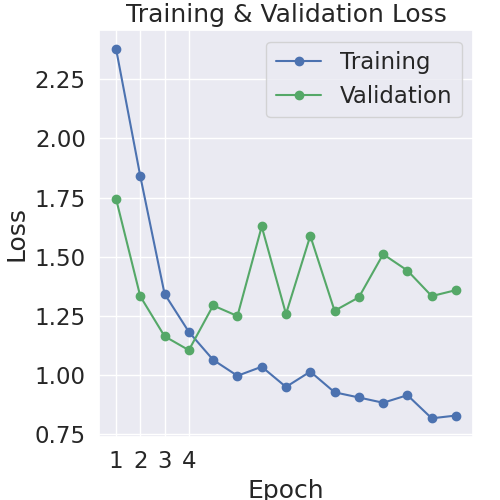 Training & Validation Loss
Training
Validation
Loss
2.25
2.00
1.75
1.50
1.25
1.00
0.75
1 2 3 4
Epoch